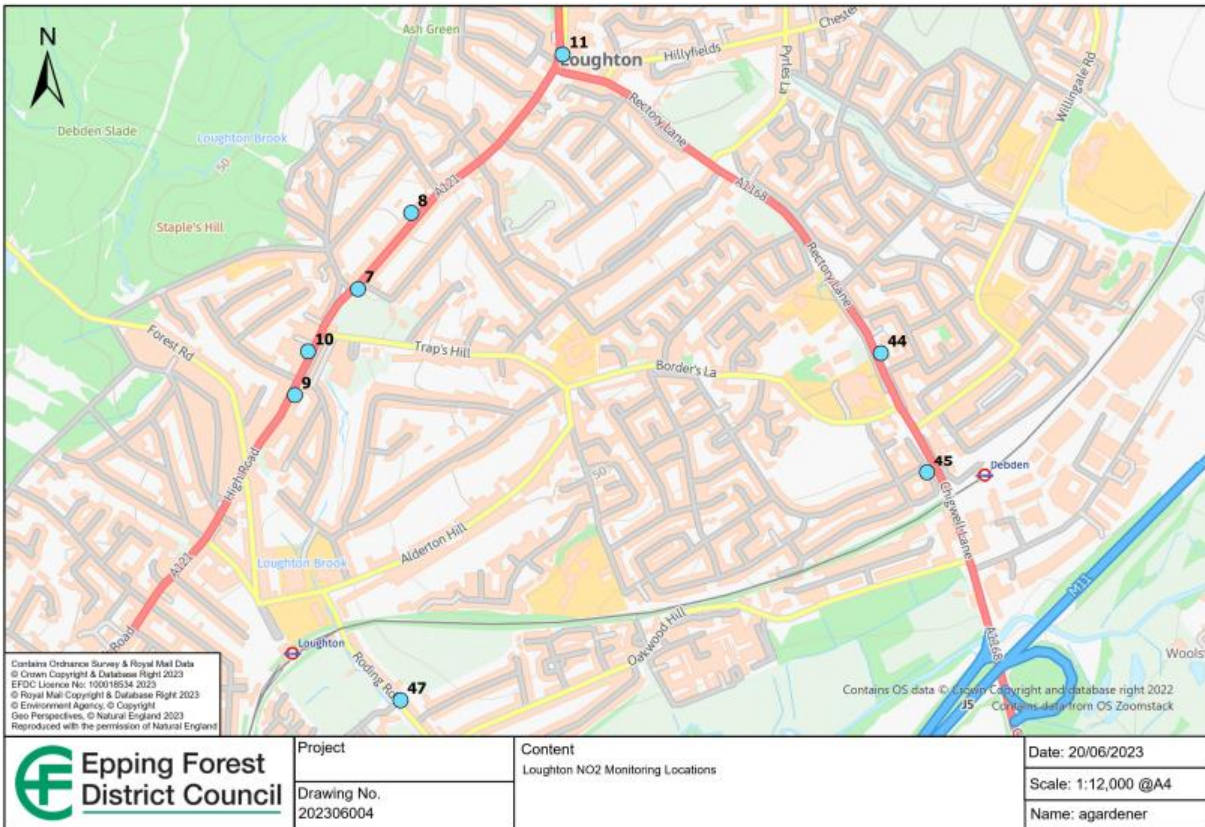 N
Ash Green
Chester
11
Loughton
Hillyfields
Pyrles La
Willingale Rd
Debden Slade
Loughton Brook
50
Rectory Lane
A121
A1168
8
Staple's Hill
Rectory Lane
7
Forest Rd
10
Trap's Hill
44
Border's La
9
High Road
50
45
Debden
Chigwell Lane
A121
Loughton Brook
Alderton Hill
M11
Road
Loughton
Oakwood Hill
A1168
Woolst
Roding
47
J5
Contains Ordnance Survey & Royal Mail Data
© Crown Copyright & Database Right 2023
EFDC Licence No: 100018534 2023
© Royal Mail Copyright & Database Right 2023
© Environment Agency, © Copyright
Geo Perspectives, © Natural England 2023
Reproduced with the permission of Natural England
Contains OS data © Crown Copyright and database right 2022
Contains data from OS Zoomstack
Epping Forest
District Council
Project
Drawing No.
202306004
Content
Loughton NO2 Monitoring Locations
Date: 20/06/2023
Scale: 1:12,000 @A4
Name: agardener